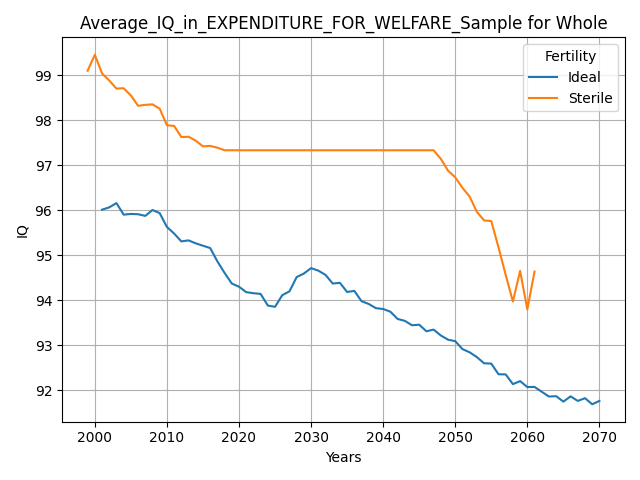 Average_IQ_in_EXPENDITURE_FOR_WELFARE_Sample for Whole
Fertility
Ideal
Sterile
IQ
99
98
97
96
95
94
93
92
2000 2010 2020 2030 2040 2050 2060 2070
Years